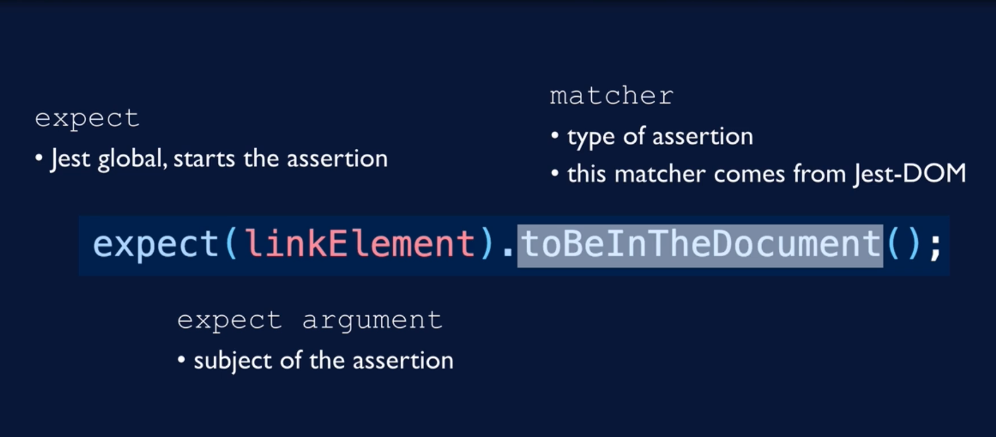 expect
• Jest global, starts the assertion
matcher
• type of assertion
• this matcher comes from Jest-DOM
expect(linkElement).toBeInTheDocument();
expect argument
• subject of the assertion